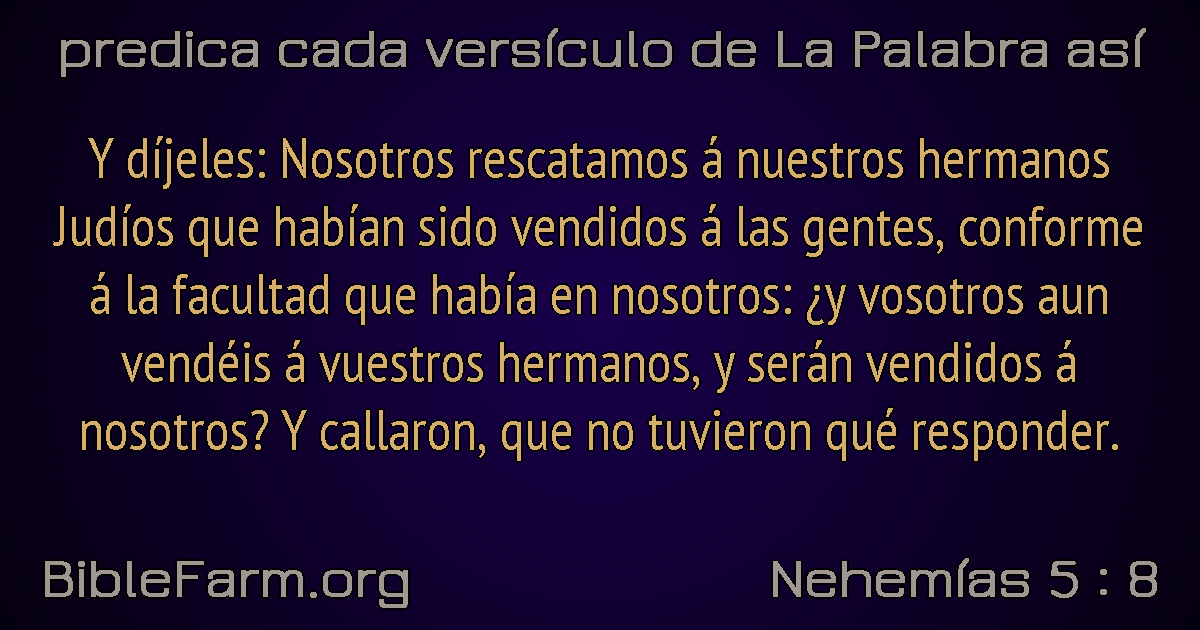 predica cada versículo de La Palabra así
Y díjeles: Nosotros rescatamos á nuestros hermanos
Judíos que habían sido vendidos á las gentes, conforme
á la facultad que había en nosotros: ¿y vosotros aun
vendéis á vuestros hermanos, y serán vendidos á
nosotros? Y callaron, que no tuvieron qué responder.
BibleFarm.org
Nehemías 5 : 8